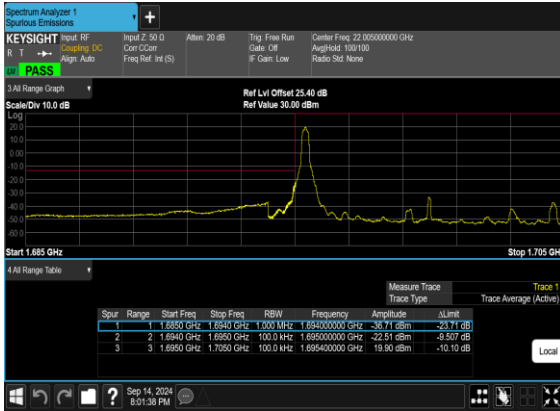 Spectrum Analyzer 1
Spurious Emissions
+
KEYSIGHT Input: RF Input Z: 50 Ω Atten: 20 dB Trig: Free Run Center Freq: 22.005000000 GHz
R T Coupling: DC Corr CCorr Gate: Off Avg|Hold: 100/100
Align: Auto Freq Ref: Int (S) IF Gain: Low Radio Std: None
PASS
3 All Range Graph
Ref Lvl Offset 25.40 dB
Scale/Div 10.0 dB Ref Value 30.00 dBm
Log
20.0
10.0
0.00
-10.0
-20.0
-30.0
-40.0
-50.0
-60.0
Start 1.685 GHz Stop 1.705 GH
4 All Range Table
Measure Trace Trace 1
Trace Type Trace Average (Active)
Spur Range Start Freq Stop Freq RBW Frequency Amplitude ΔLimit
1 1 1.6850 GHz 1.6940 GHz 1.000 MHz 1.694000000 GHz -36.71 dBm -23.71 dB
2 2 1.6940 GHz 1.6950 GHz 100.0 kHz 1.695000000 GHz -22.51 dBm -9.507 dB
3 3 1.6950 GHz 1.7050 GHz 100.0 kHz 1.695400000 GHz 19.90 dBm -10.10 dB
Local
? Sep 14, 2024
8:01:38 PM